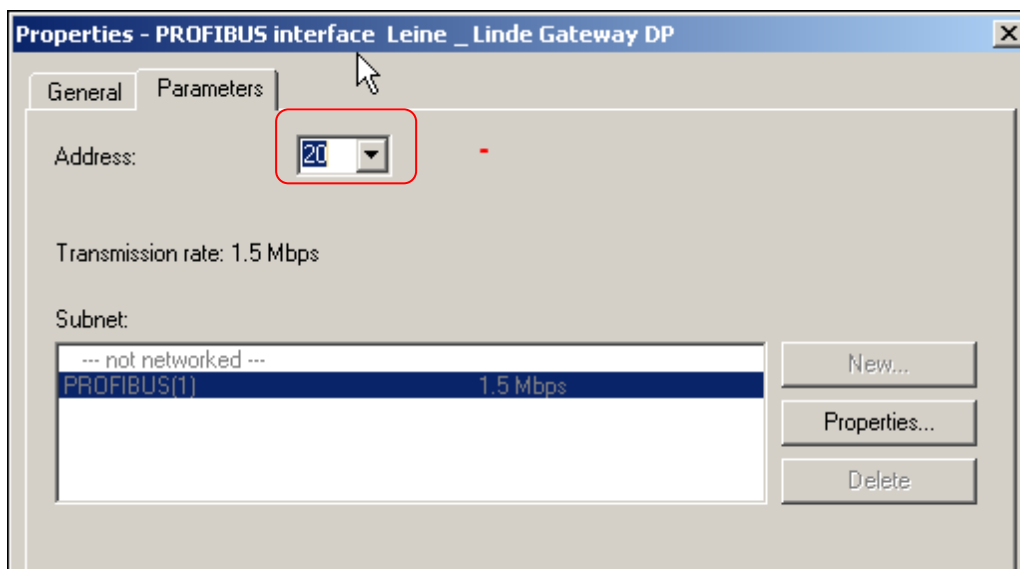 Properties - PROFIBUS interface Leine _ Linde Gateway DP
General Parameters
Address: 20 -
Transmission rate: 1.5 Mbps
Subnet:
--- not networked ---
PROFIBUS(1) 1.5 Mbps
New...
Properties...
Delete